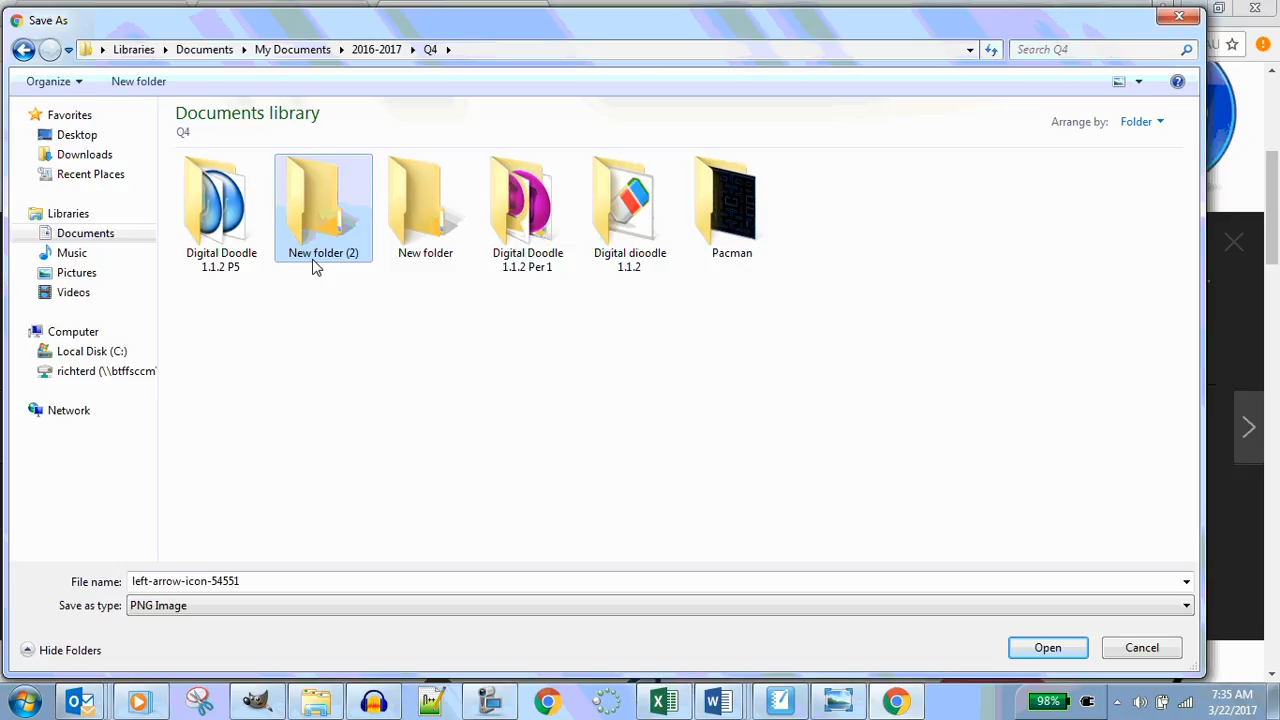 Save As
Libraries Documents My Documents 2016-2017 Q4 Search Q4
Organize New folder
Documents library
Q4
Arrange by: Folder
Favorites
Desktop
Downloads
Recent Places
Libraries
Documents
Music
Pictures
Videos
Computer
Local Disk (C:)
richterd (\\btffsccm
Network
Digital Doodle 1.1.2 P5
New folder (2)
New folder
Digital Doodle 1.1.2 Per 1
Digital dioodle 1.1.2
Pacman
File name: left-arrow-icon-54551
Save as type: PNG Image
Hide Folders Open Cancel
98% 7:35 AM
3/22/2017